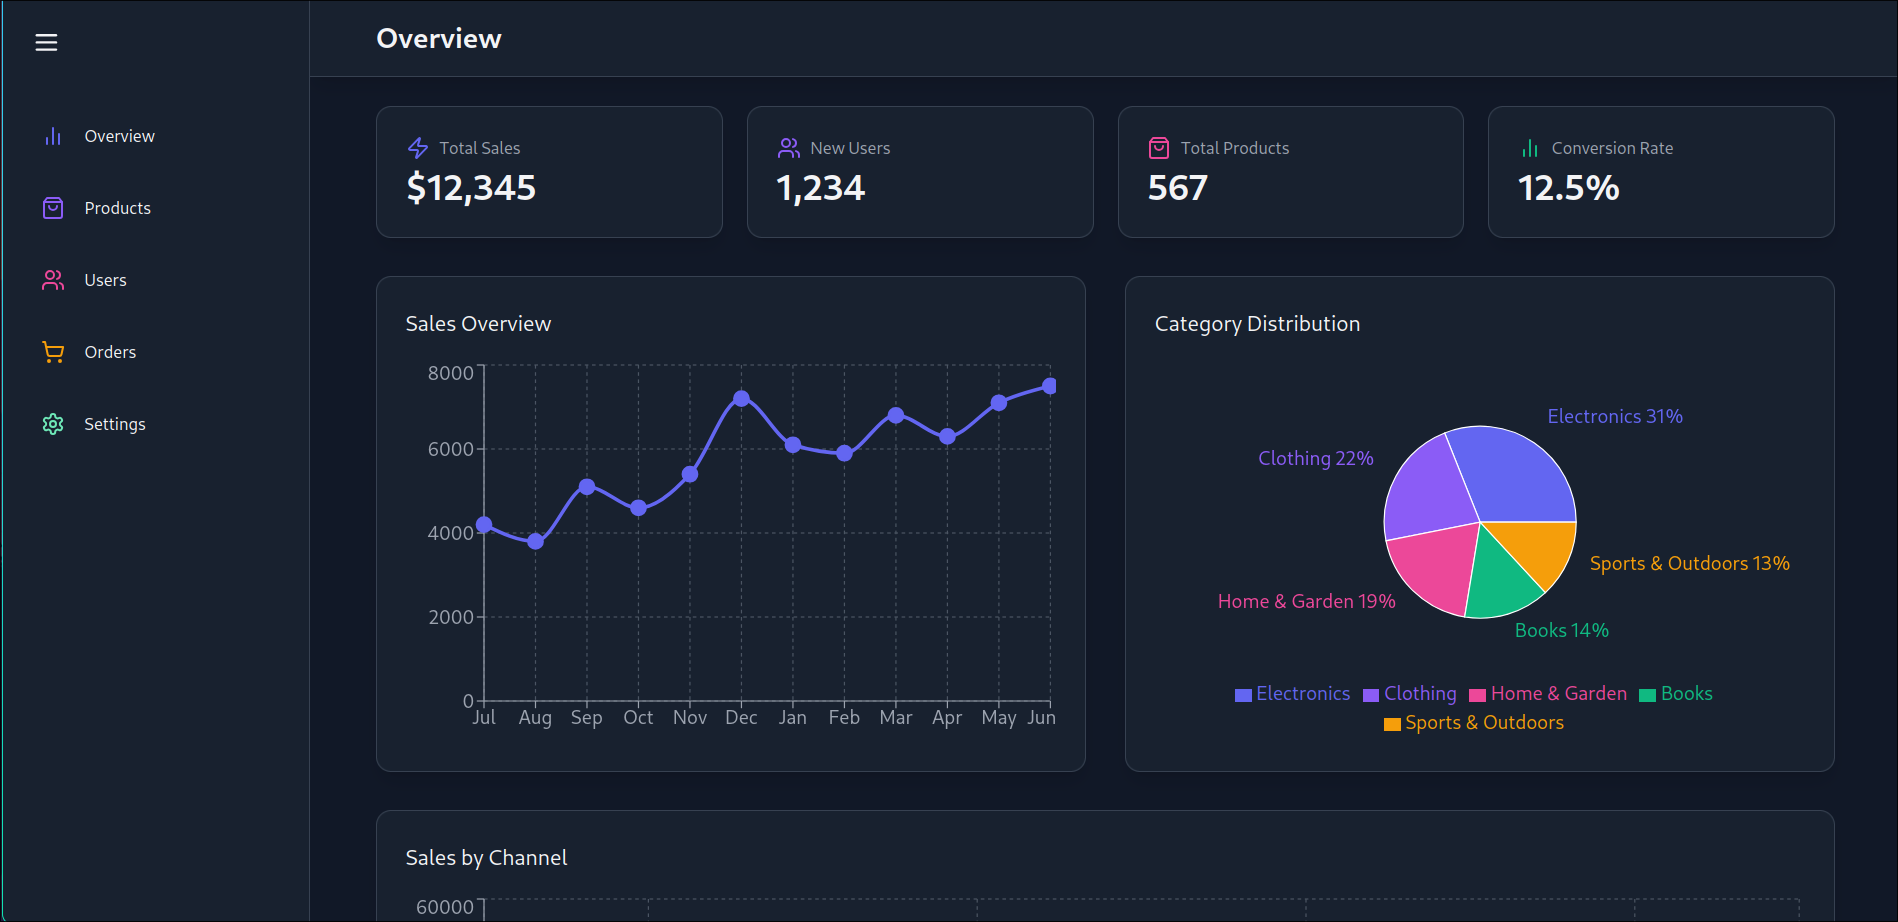 Overview
Overview
Products
Users
Orders
Settings
Total Sales
$12,345
New Users
1,234
Total Products
567
Conversion Rate
12.5%
Sales Overview
8000
6000
4000
2000
0
Jul Aug Sep Oct Nov Dec Jan Feb Mar Apr May Jun
Category Distribution
Electronics 31%
Clothing 22%
Sports & Outdoors 13%
Home & Garden 19%
Books 14%
Electronics Clothing Home & Garden Books
Sports & Outdoors
Sales by Channel
60000